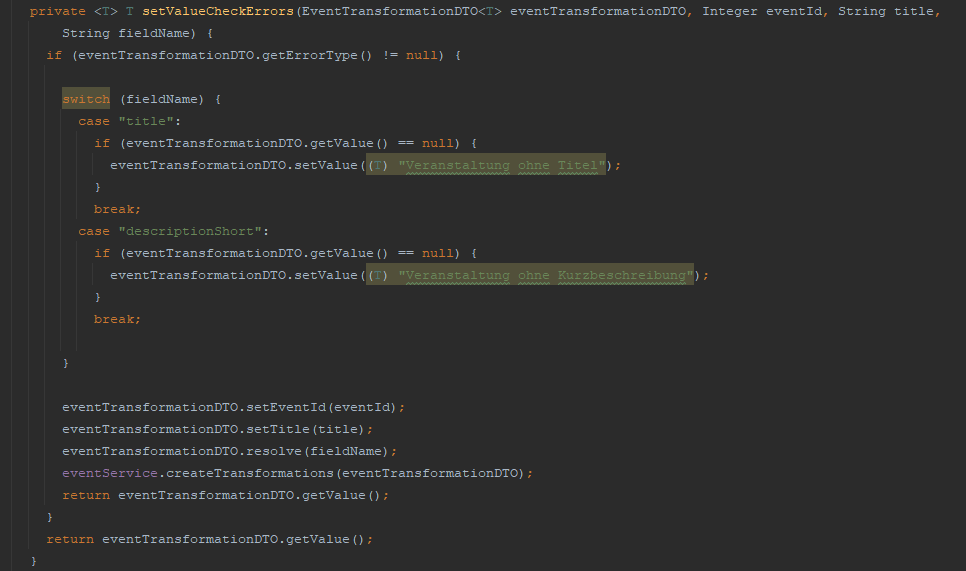 private <T> T setValueCheckErrors(EventTransformationDTO<T> eventTransformationDTO, Integer eventId, String title,
String fieldName) {
if (eventTransformationDTO.getErrorType() != null) {
switch (fieldName) {
case "title":
if (eventTransformationDTO.getValue() == null) {
eventTransformationDTO.setValue((T) "Veranstaltung ohne Titel");
}
break;
case "descriptionShort":
if (eventTransformationDTO.getValue() == null) {
eventTransformationDTO.setValue((T) "Veranstaltung ohne Kurzbeschreibung");
}
break;
}
eventTransformationDTO.setEventId(eventId);
eventTransformationDTO.setTitle(title);
eventTransformationDTO.resolve(fieldName);
eventService.createTransformations(eventTransformationDTO);
return eventTransformationDTO.getValue();
}
return eventTransformationDTO.getValue();
}